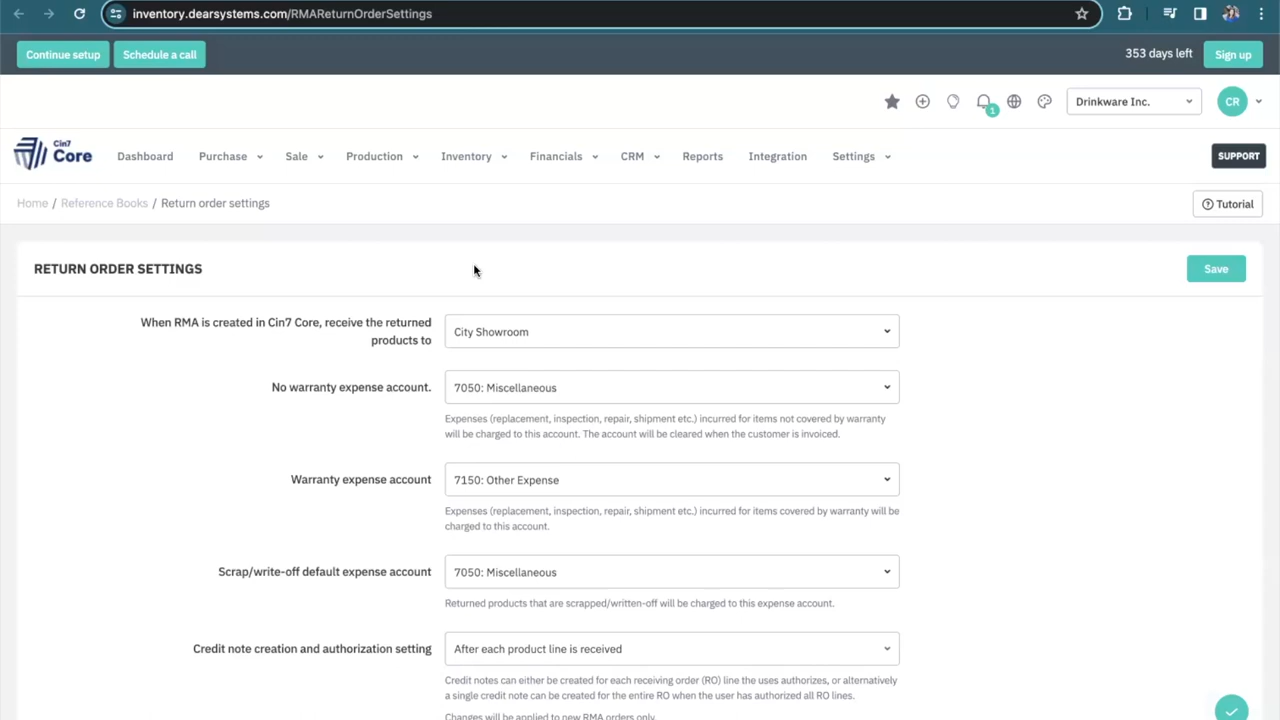 inventory.dearsystems.com/RMAReturnOrderSettings
Continue setup
Schedule a call
353 days left
Sign up
1
Drinkware Inc.
CR
Cin7
Core
Dashboard
Purchase
Sale
Production
Inventory
Financials
CRM
Reports
Integration
Settings
SUPPORT
Home / Reference Books / Return order settings
Tutorial
RETURN ORDER SETTINGS
Save
When RMA is created in Cin7 Core, receive the returned
products to
City Showroom
No warranty expense account.
7050: Miscellaneous
Expenses (replacement, inspection, repair, shipment etc.) incurred for items not covered by warranty
will be charged to this account. The account will be cleared when the customer is invoiced.
Warranty expense account
7150: Other Expense
Expenses (replacement, inspection, repair, shipment etc.) incurred for items covered by warranty will be
charged to this account.
Scrap/write-off default expense account
7050: Miscellaneous
Returned products that are scrapped/written-off will be charged to this expense account.
Credit note creation and authorization setting
After each product line is received
Credit notes can either be created for each receiving order (RO) line the uses authorizes, or alternatively
a single credit note can be created for the entire RO when the user has authorized all RO lines.
Changes will be applied to new RMA orders only.